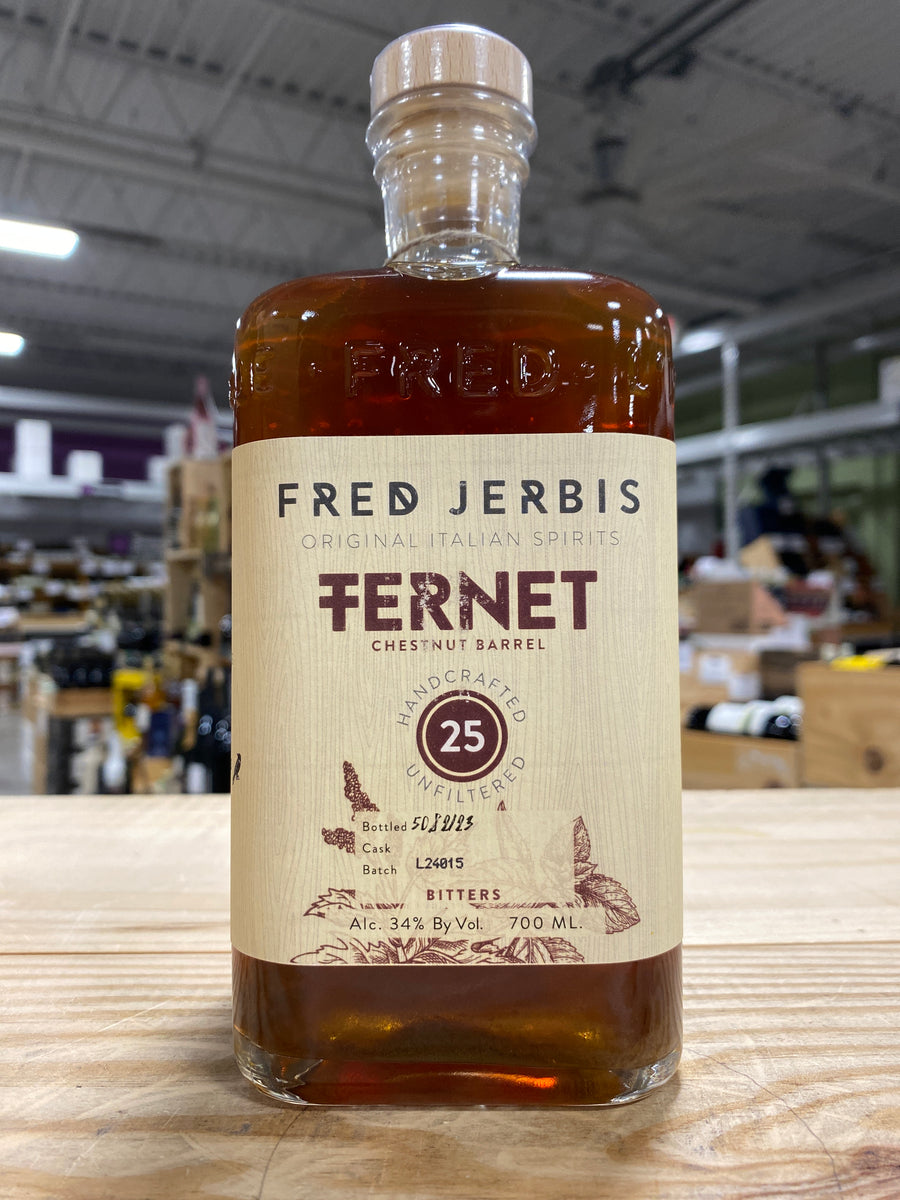 FRED
FRED JERBIS
ORIGINAL ITALIAN SPIRITS
FERNET
CHESTNUT BARREL
HANDCRAFTED
25
UNFILTERED
Bottled
Cask
Batch L24015
BITTERS
Alc. 34% By Vol. 700 ML.